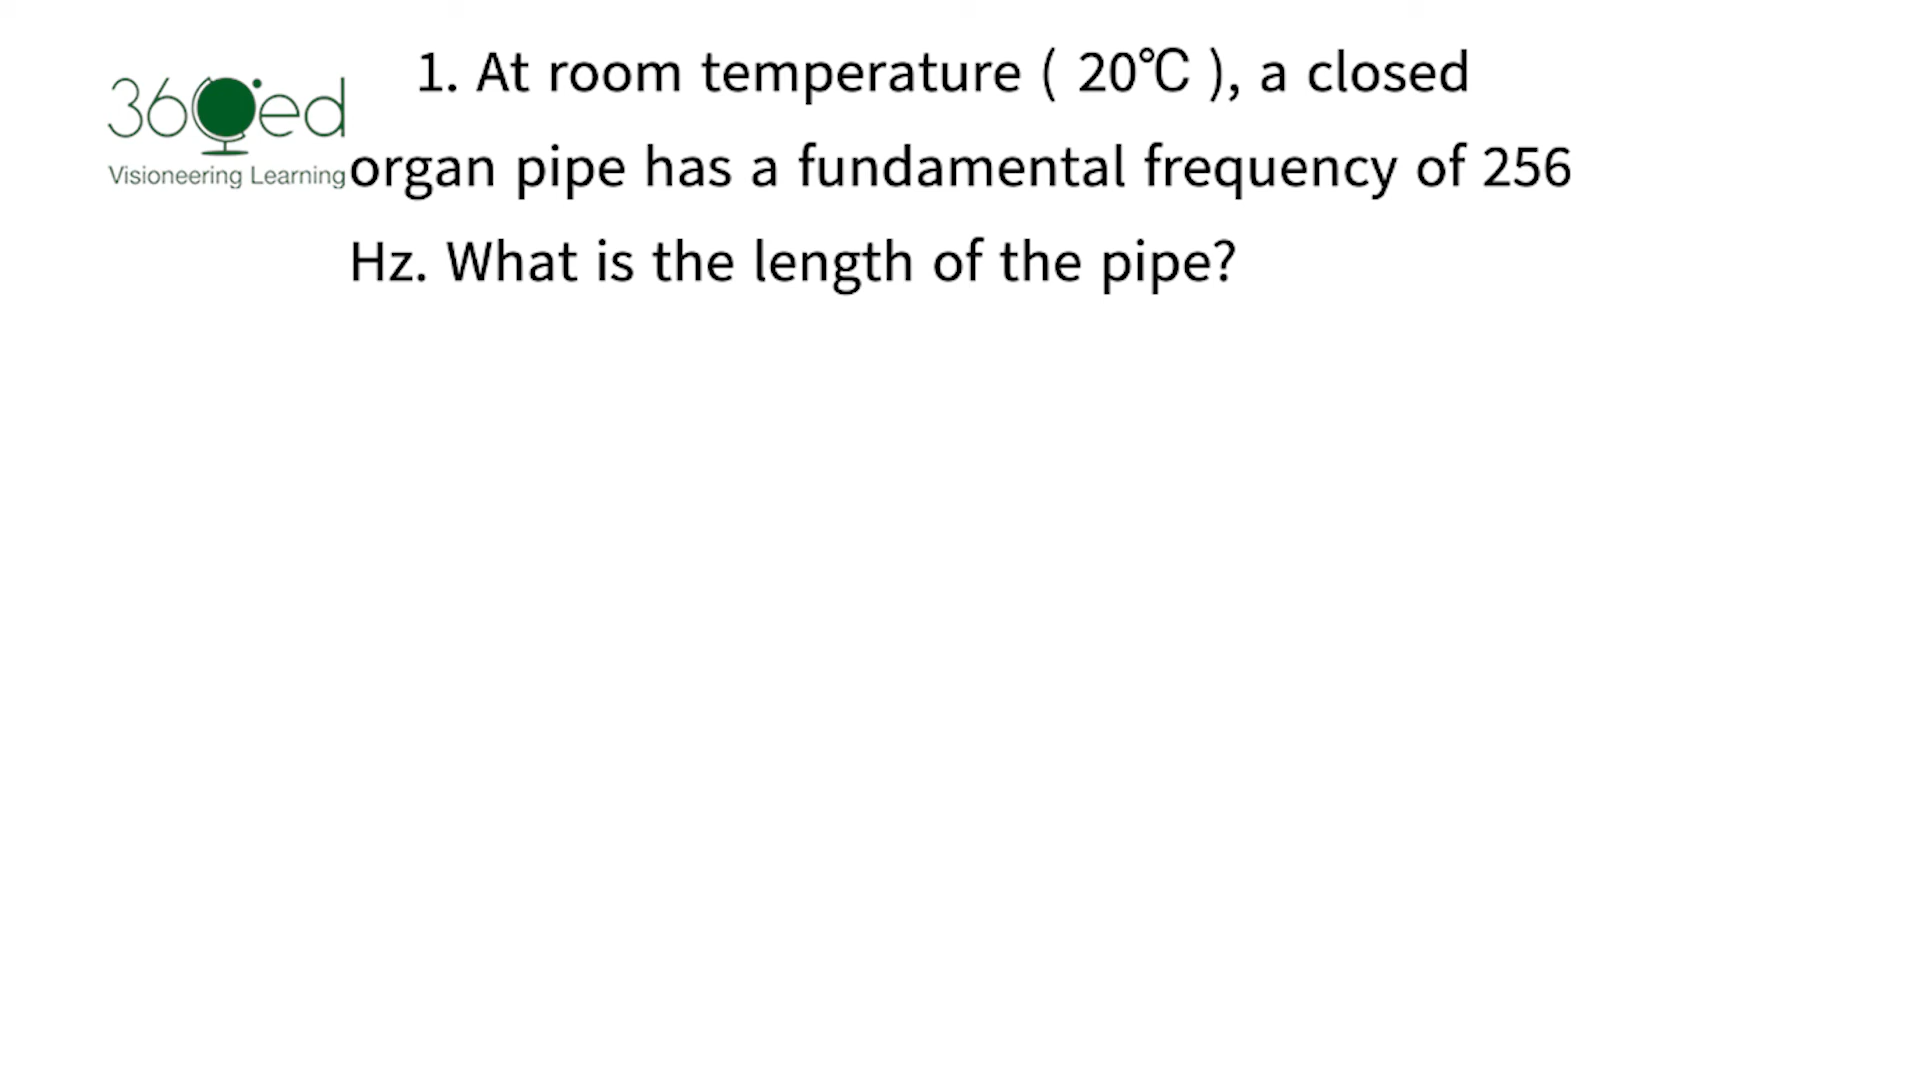 1. At room temperature ( 20℃ ), a closed
360ed
Visioneering Learning
organ pipe has a fundamental frequency of 256
Hz. What is the length of the pipe?